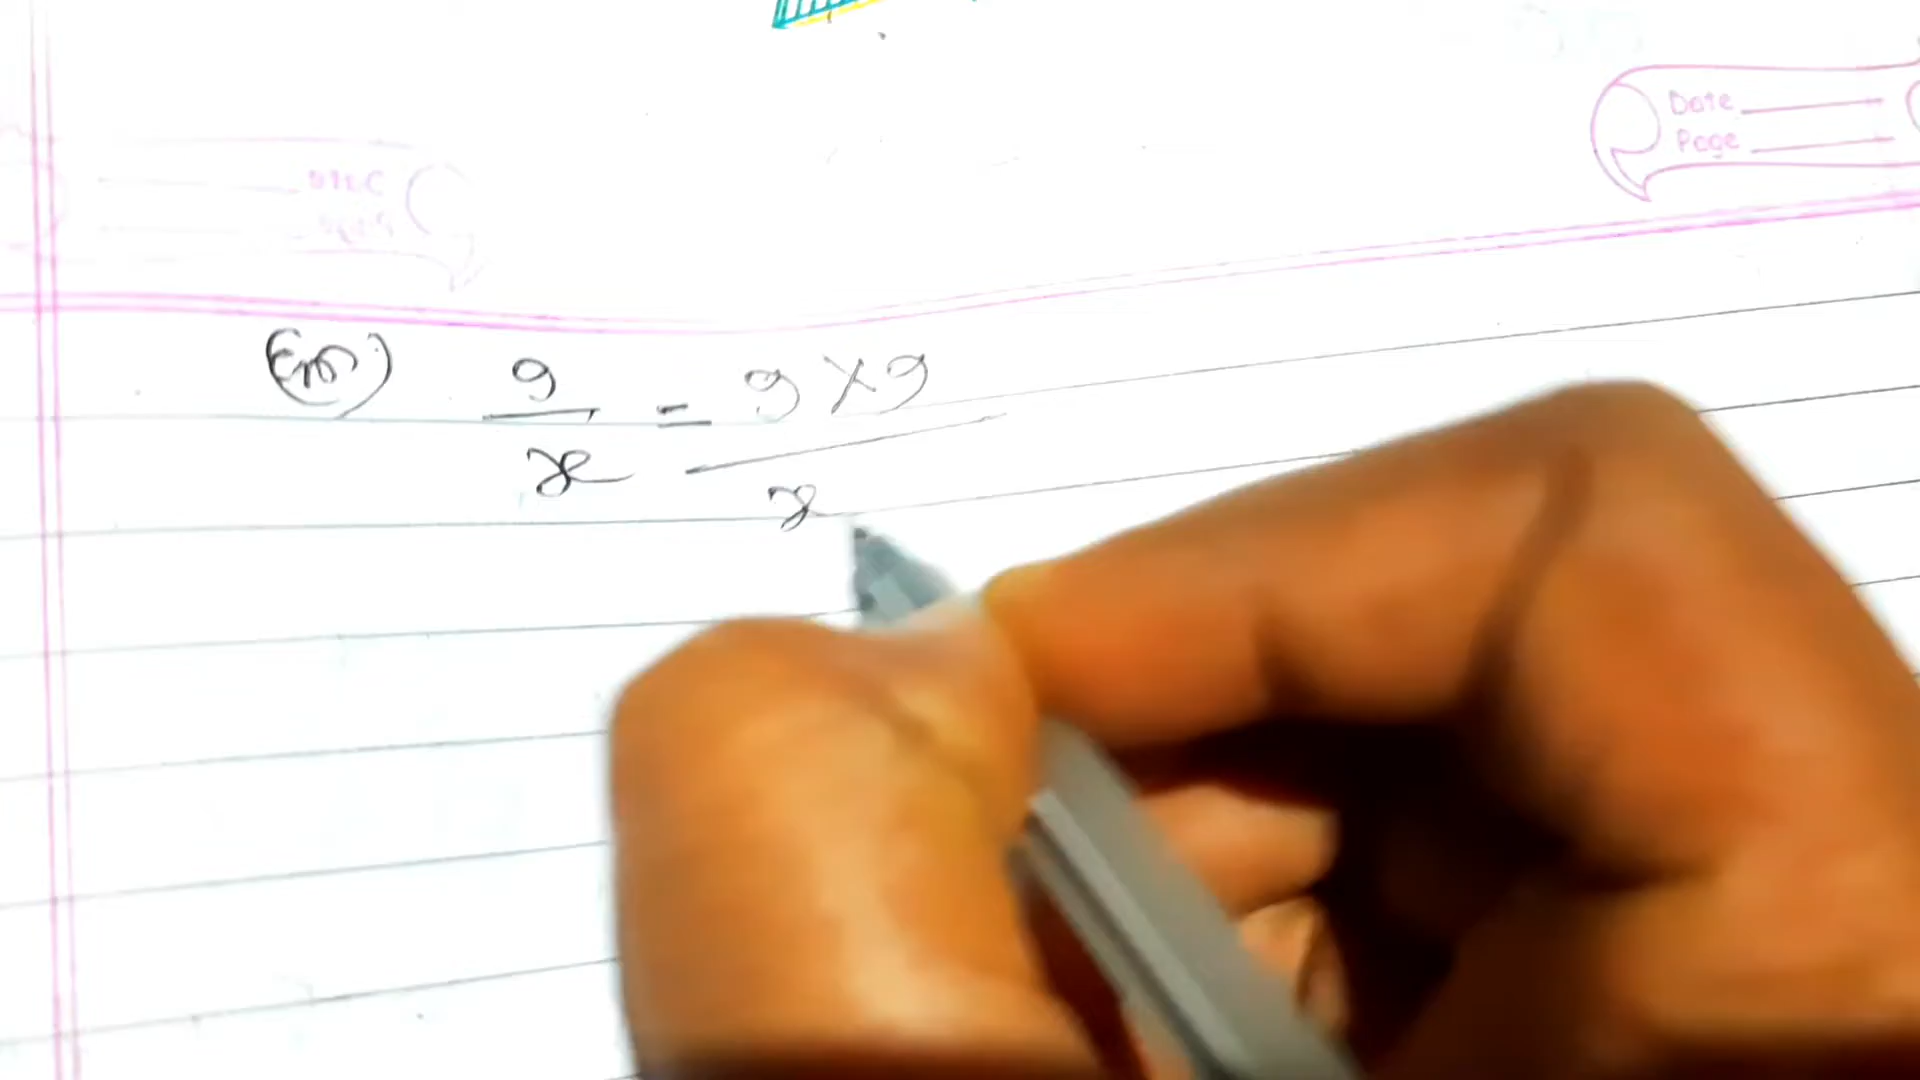 Date
Page
9/x = 9×9/x